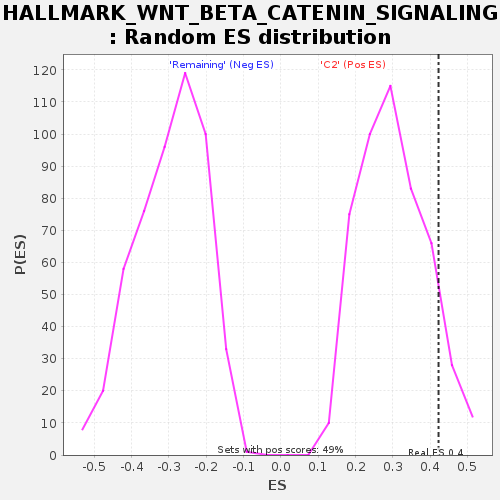 HALLMARK_WNT_BETA_CATENIN_SIGNALING
: Random ES distribution
'Remaining' (Neg ES) 'C2' (Pos ES)
120
110
100
90
80
70
60
50
40
30
20
10
0
P(ES)
Sets with pos scores: 49%
Real ES 0.4
-0.5 -0.4 -0.3 -0.2 -0.1 0.0 0.1 0.2 0.3 0.4 0.5
ES